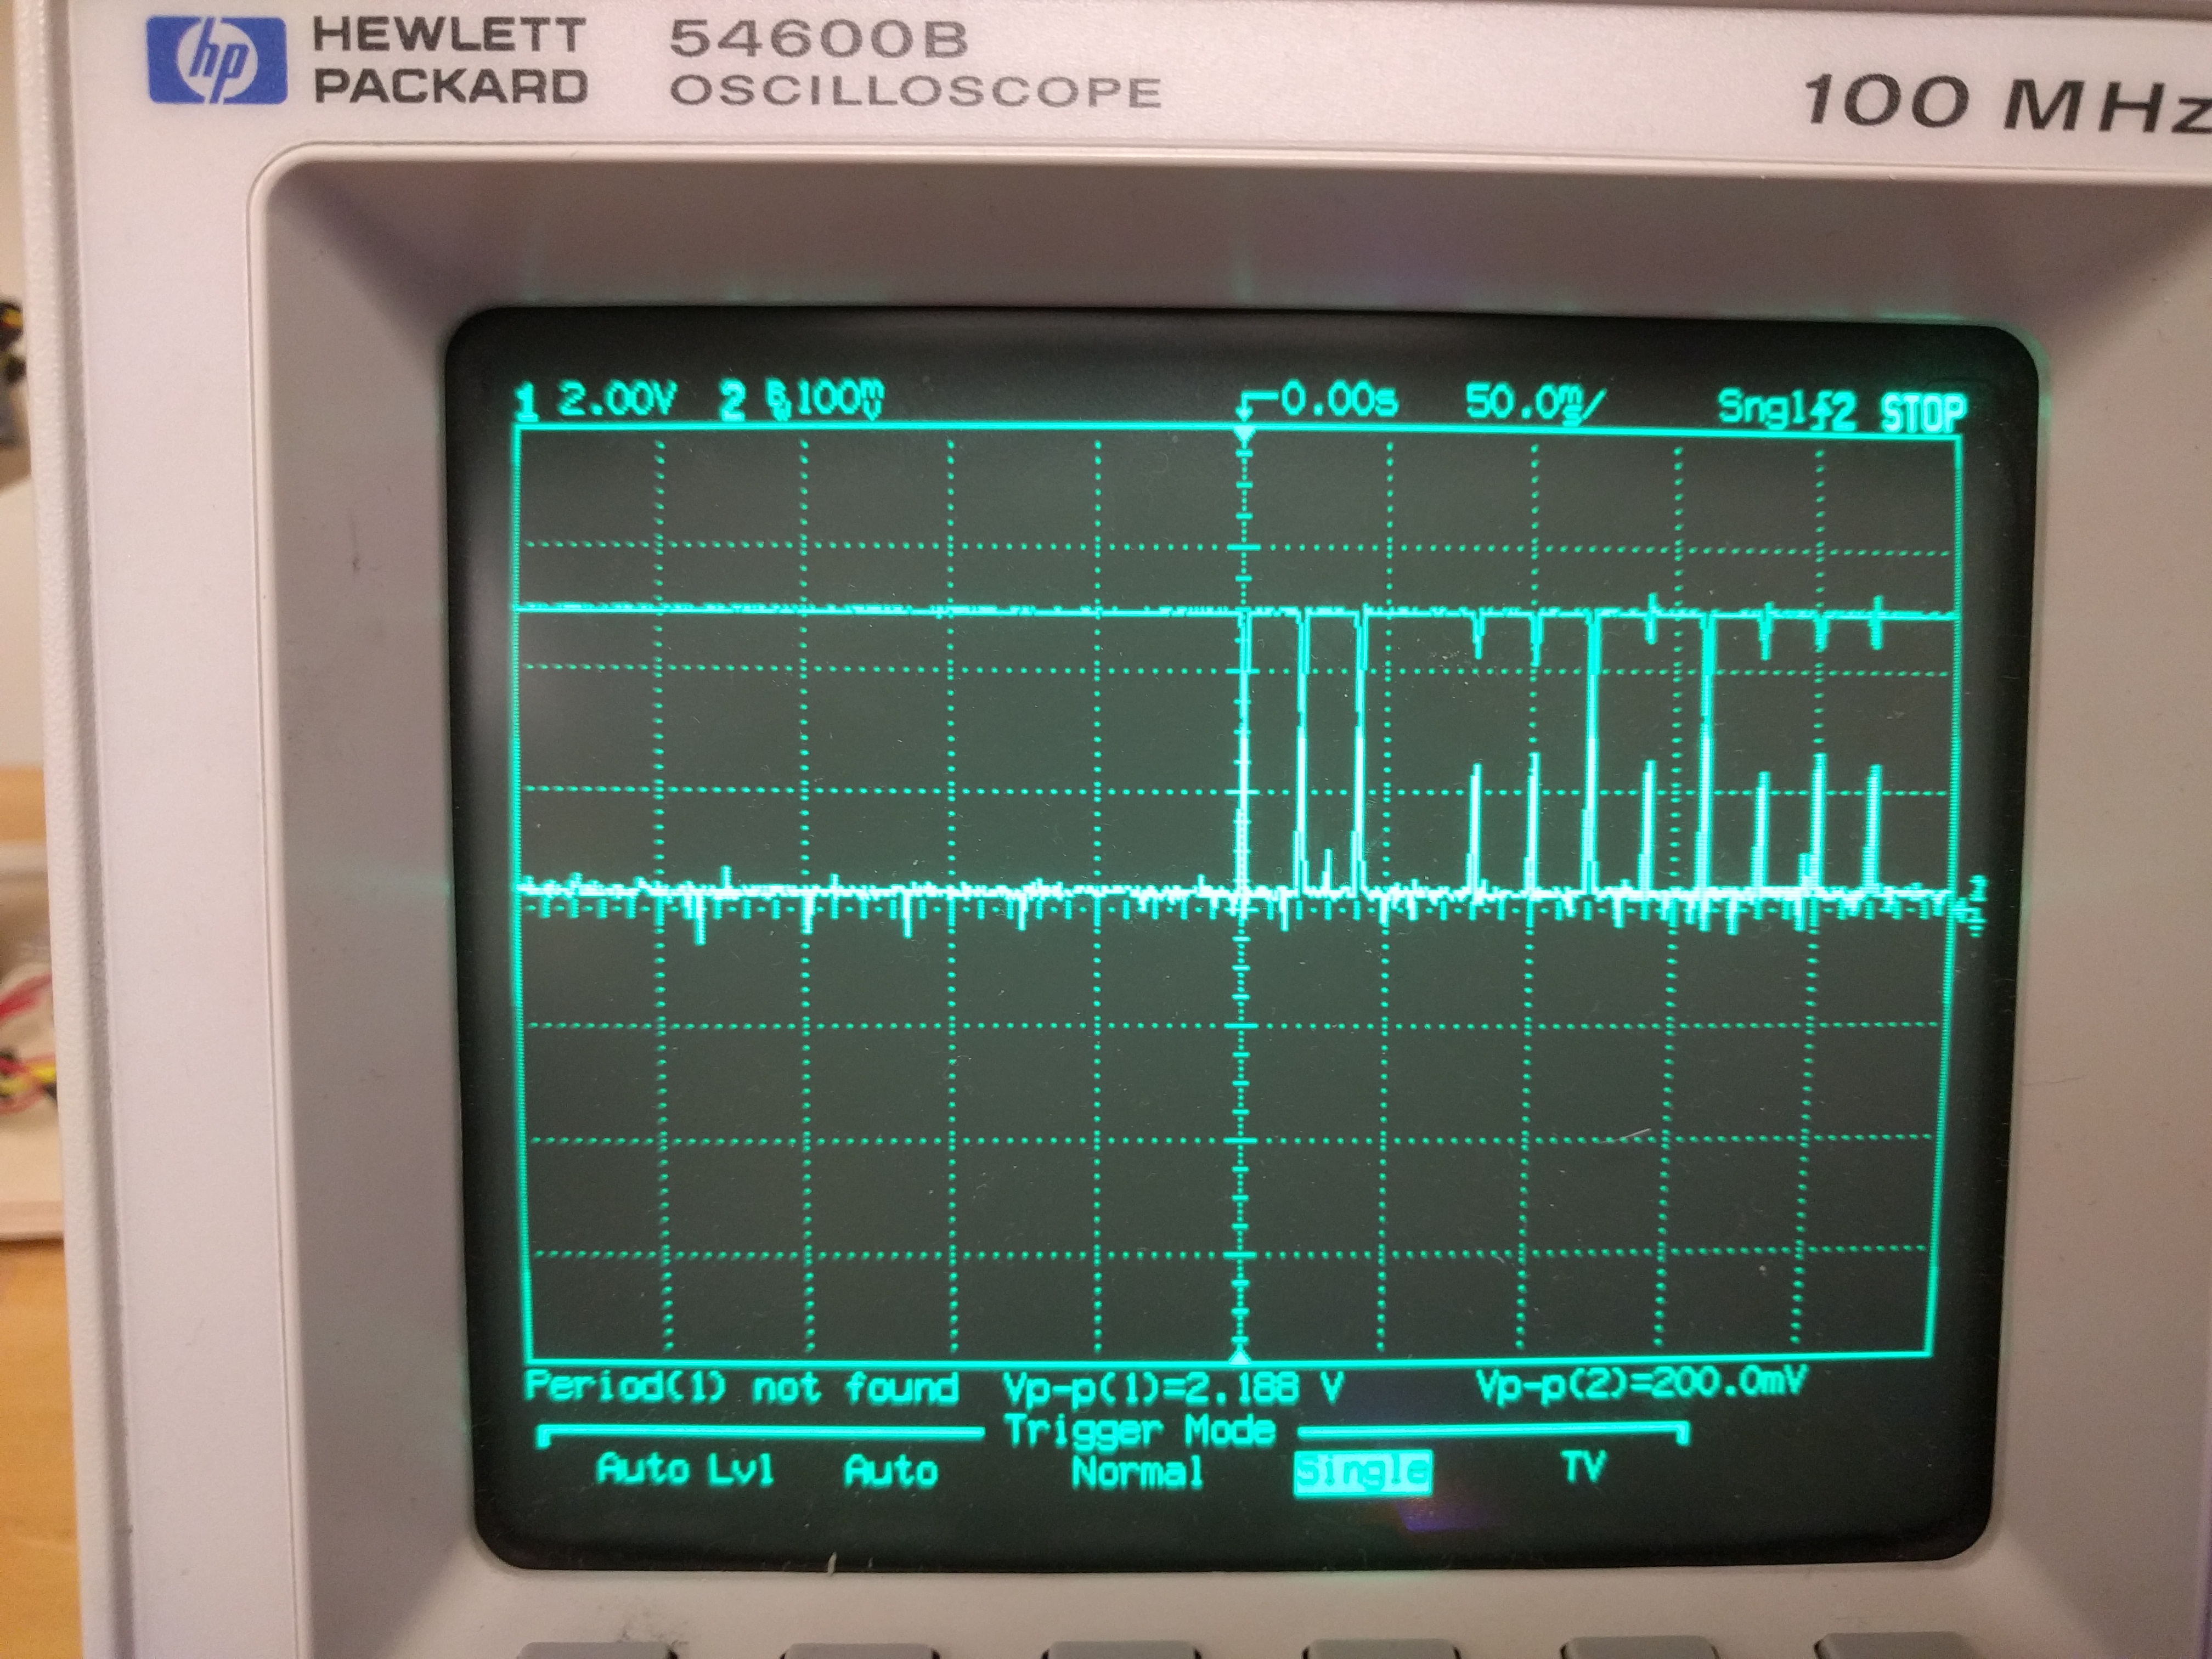 hp HEWLETT PACKARD 54600B OSCILLOSCOPE 100 MHz
1 2.00V 2 100mV 0.00s 50.0ms/ Sngl 2 STOP
Period(1) not found Vp-p(1)=2.188 V Vp-p(2)=200.0mV
Trigger Mode
Auto Lvl Auto Normal Single TV